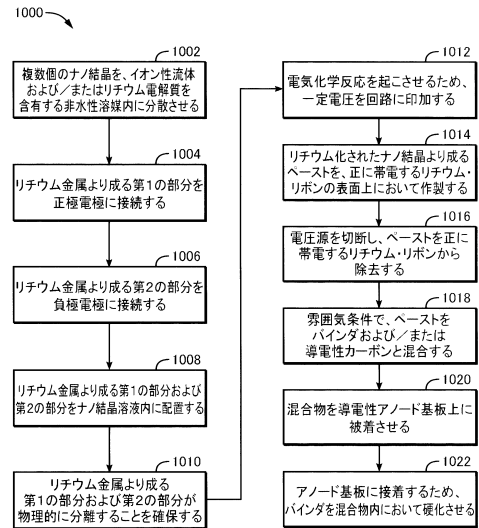 1000
1002
複数個のナノ結晶を、イオン性流体
および／またはリチウム電解質を
含有する非水性溶媒内に分散させる
1004
リチウム金属より成る第1の部分を
正極電極に接続する
1006
リチウム金属より成る第2の部分を
負極電極に接続する
1008
リチウム金属より成る第1の部分および
第2の部分をナノ結晶溶液内に配置する
1010
リチウム金属より成る
第1の部分および第2の部分が
物理的に分離することを確保する
1012
電気化学反応を起こさせるため、
一定電圧を回路に印加する
1014
リチウム化されたナノ結晶より成る
ペーストを、正に帯電するリチウム・
リボンの表面上において作製する
1016
電圧源を切断し、ペーストを正に
帯電するリチウム・リボンから
除去する
1018
雰囲気条件で、ペーストを
バインダおよび／または
導電性カーボンと混合する
1020
混合物を導電性アノード基板上に
被着させる
1022
アノード基板に接着するため、
バインダを混合物内において硬化させる